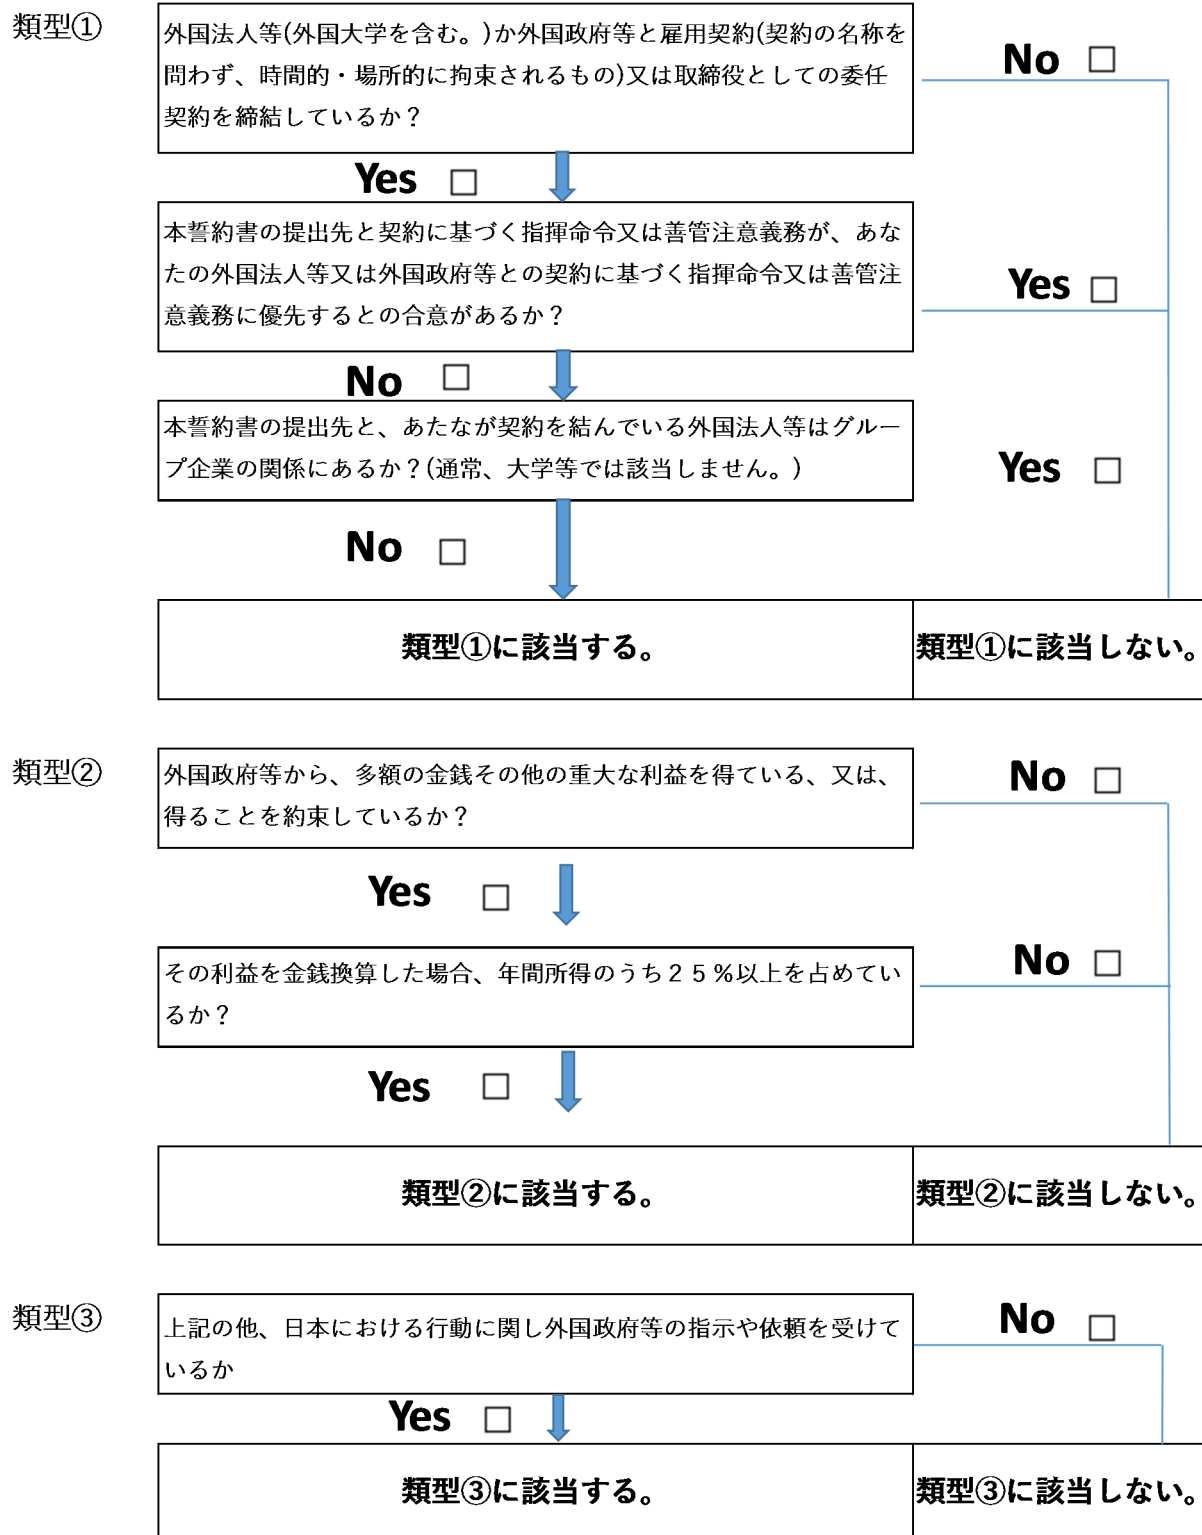 類型①
外国法人等(外国大学を含む。)か外国政府等と雇用契約(契約の名称を
問わず、時間的・場所的に拘束されるもの)又は取締役としての委任
契約を締結しているか？
No □
Yes □
本誓約書の提出先と契約に基づく指揮命令又は善管注意義務が、あな
たの外国法人等又は外国政府等との契約に基づく指揮命令又は善管注
意義務に優先するとの合意があるか？
Yes □
No □
本誓約書の提出先と、あたなが契約を結んでいる外国法人等はグルー
プ企業の関係にあるか？(通常、大学等では該当しません。)
Yes □
No □
類型①に該当する。
類型①に該当しない。
類型②
外国政府等から、多額の金銭その他の重大な利益を得ている、又は、
得ることを約束しているか？
No □
Yes □
その利益を金銭換算した場合、年間所得のうち２５%以上を占めてい
るか？
No □
Yes □
類型②に該当する。
類型②に該当しない。
類型③
上記の他、日本における行動に関し外国政府等の指示や依頼を受けて
いるか
No □
Yes □
類型③に該当する。
類型③に該当しない。